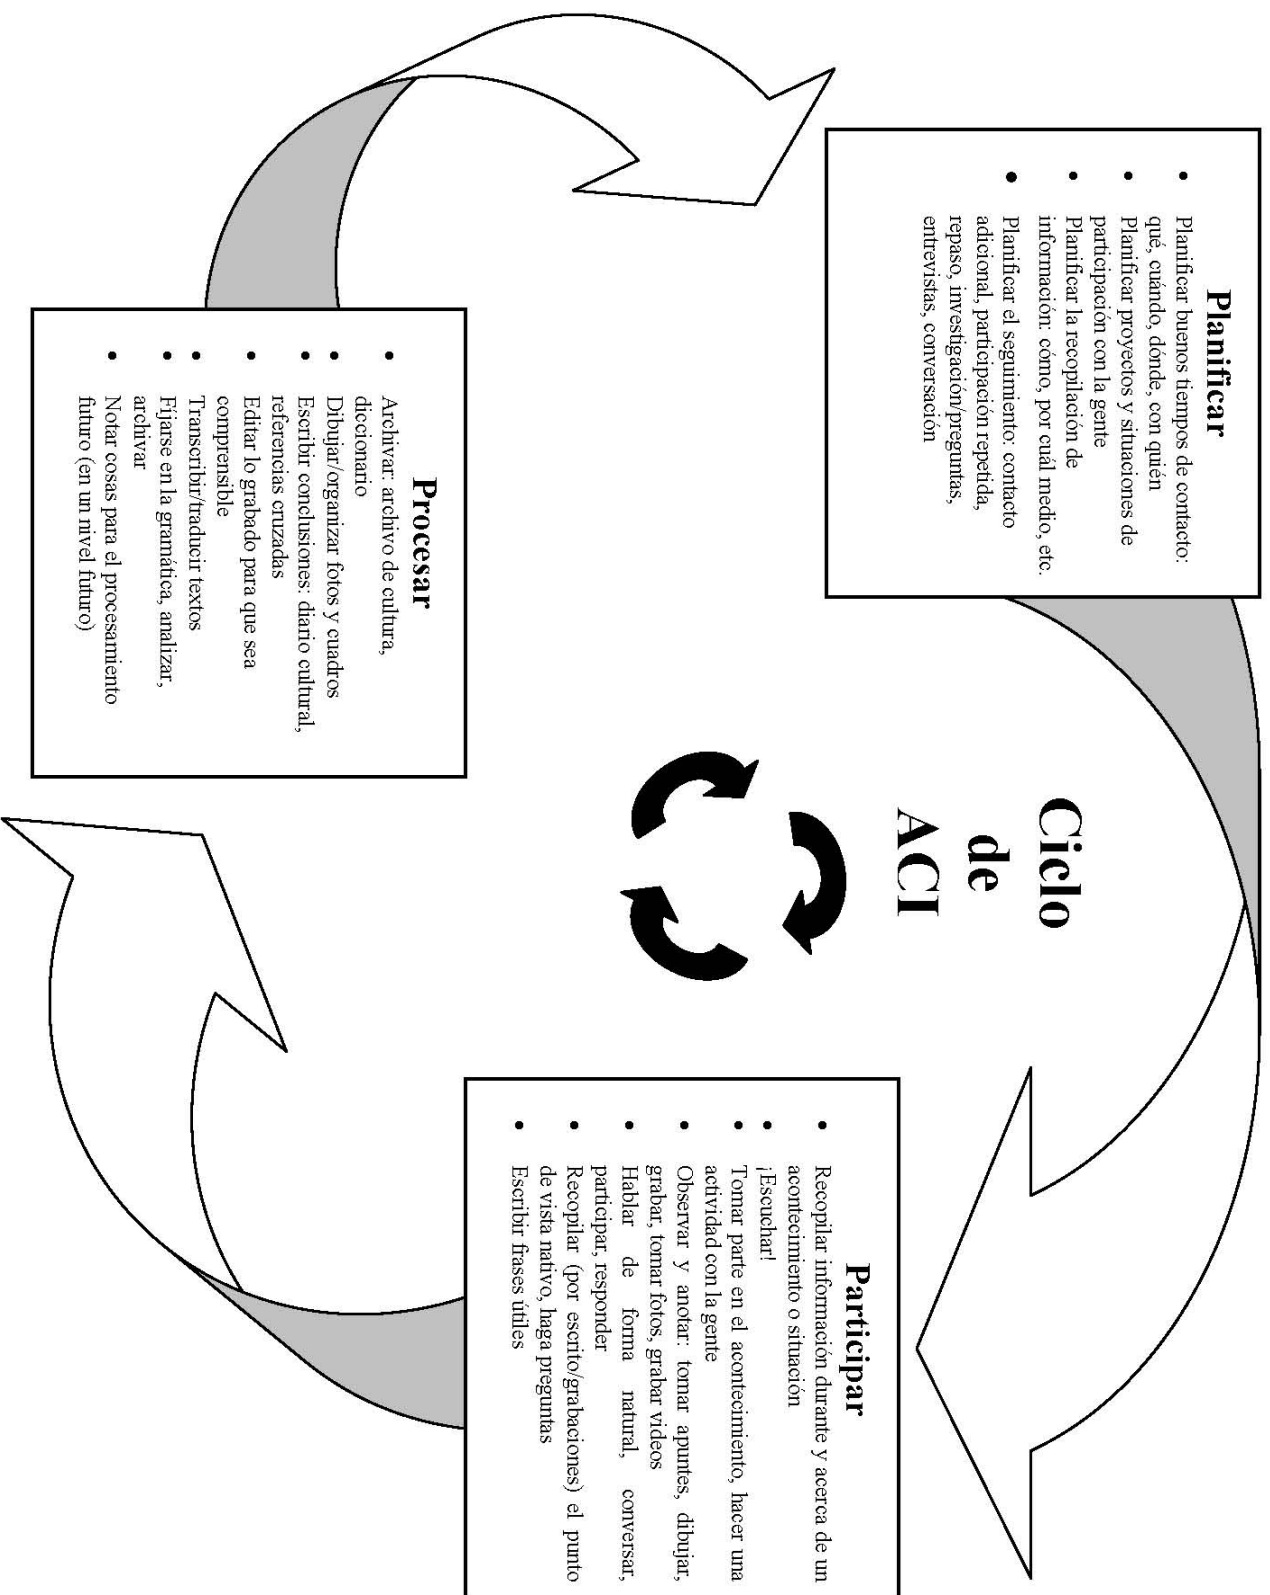 Ciclo
de
ACI
Planificar
• Planificar buenos tiempos de contacto:
qué, cuándo, dónde, con quién
• Planificar proyectos y situaciones de
participación con la gente
• Planificar la recopilación de
información: cómo, por cuál medio, etc.
• Planificar el seguimiento: contacto
adicional, participación repetida,
repaso, investigación/preguntas,
entrevistas, conversación
Participar
• Recopilar información durante y acerca de un
acontecimiento o situación
• ¡Escuchar!
• Tomar parte en el acontecimiento, hacer una
actividad con la gente
• Observar y anotar: tomar apuntes, dibujar,
grabar, tomar fotos, grabar videos
• Hablar de forma natural, conversar,
participar, responder
• Recopilar (por escrito/grabaciones) el punto
de vista nativo, haga preguntas
• Escribir frases útiles
Procesar
• Archivar: archivo de cultura,
diccionario
• Dibujar/organizar fotos y cuadros
• Escribir conclusiones: diario cultural,
referencias cruzadas
• Editar lo grabado para que sea
comprensible
• Transcribir/traducir textos
• Fíjarse en la gramática, analizar,
archivar
• Notar cosas para el procesamiento
futuro (en un nivel futuro)